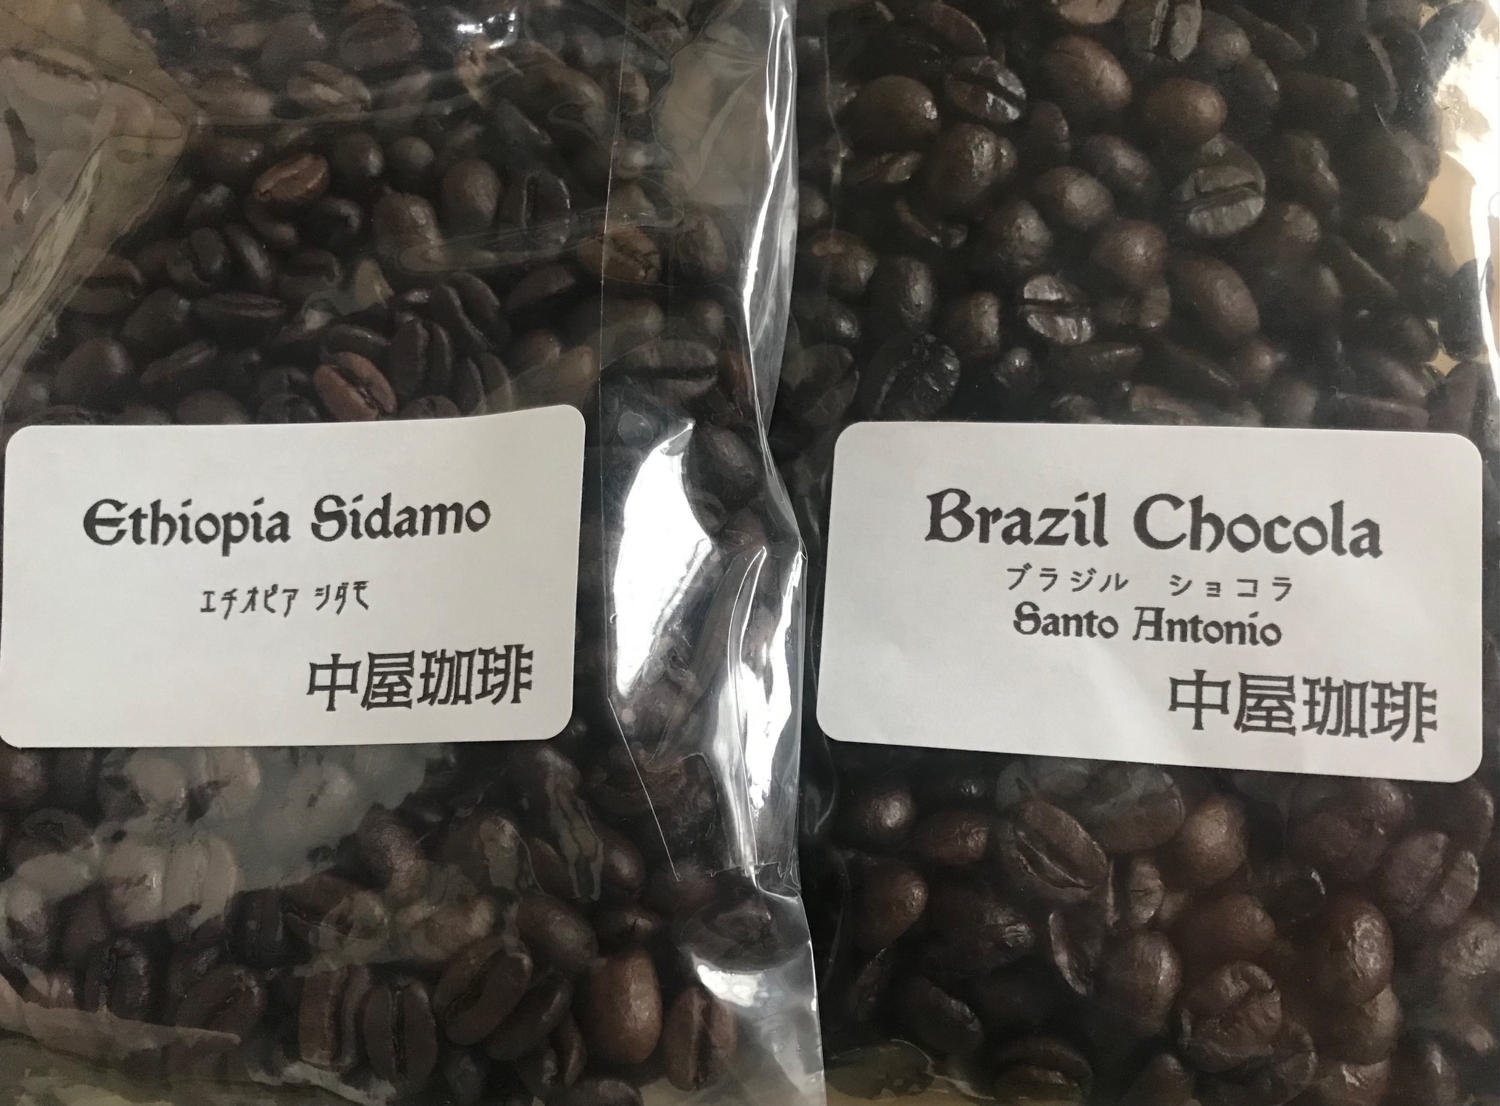 Ethiopia Sidamo
エチオピア シダモ
中屋珈琲
Brazil Chocola
ブラジル　ショコラ
Santo Antonio
中屋珈琲